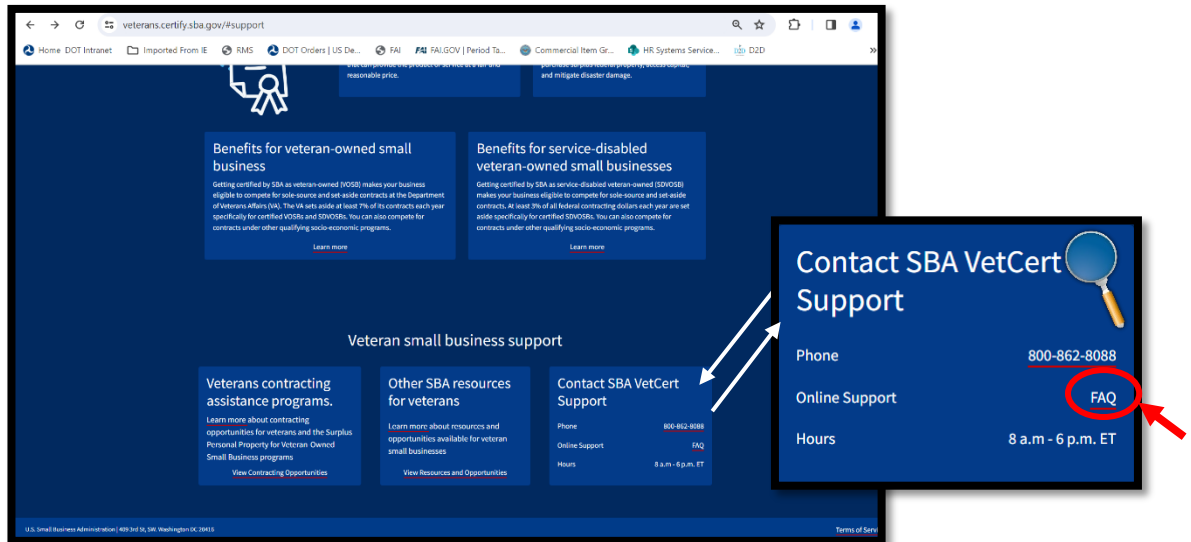 veterans.certify.sba.gov/#support
Home DOT Intranet Imported From IE RMS DOT Orders | US De... FAI FAI FAI.GOV | Period Ta... Commercial Item Gr... HR Systems Service... D2D »
that can provide the product or service at a fair and
reasonable price.
purchase surplus federal property, access capital,
and mitigate disaster damage.
Benefits for veteran-owned small
business
Getting certified by SBA as veteran-owned (VOSB) makes your business
eligible to compete for sole-source and set-aside contracts at the Department
of Veterans Affairs (VA). The VA sets aside at least 7% of its contracts each year
specifically for certified VOSBs and SDVOSBs. You can also compete for
contracts under other qualifying socio-economic programs.
Learn more
Benefits for service-disabled
veteran-owned small businesses
Getting certified by SBA as service-disabled veteran-owned (SDVOSB)
makes your business eligible to compete for sole-source and set-aside
contracts. At least 3% of all federal contracting dollars each year are set
aside specifically for certified SDVOSBs. You can also compete for
contracts under other qualifying socio-economic programs.
Learn more
Veteran small business support
Veterans contracting
assistance programs.
Learn more about contracting
opportunities for veterans and the Surplus
Personal Property for Veteran Owned
Small Business programs
View Contracting Opportunities
Other SBA resources
for veterans
Learn more about resources and
opportunities available for veteran
small businesses
View Resources and Opportunities
Contact SBA VetCert
Support
Phone 800-862-8088
Online Support FAQ
Hours 8 a.m - 6 p.m. ET
U.S. Small Business Administration | 409 3rd St, SW. Washington DC 20416
Terms of Servi
Contact SBA VetCert
Support
Phone 800-862-8088
Online Support FAQ
Hours 8 a.m - 6 p.m. ET